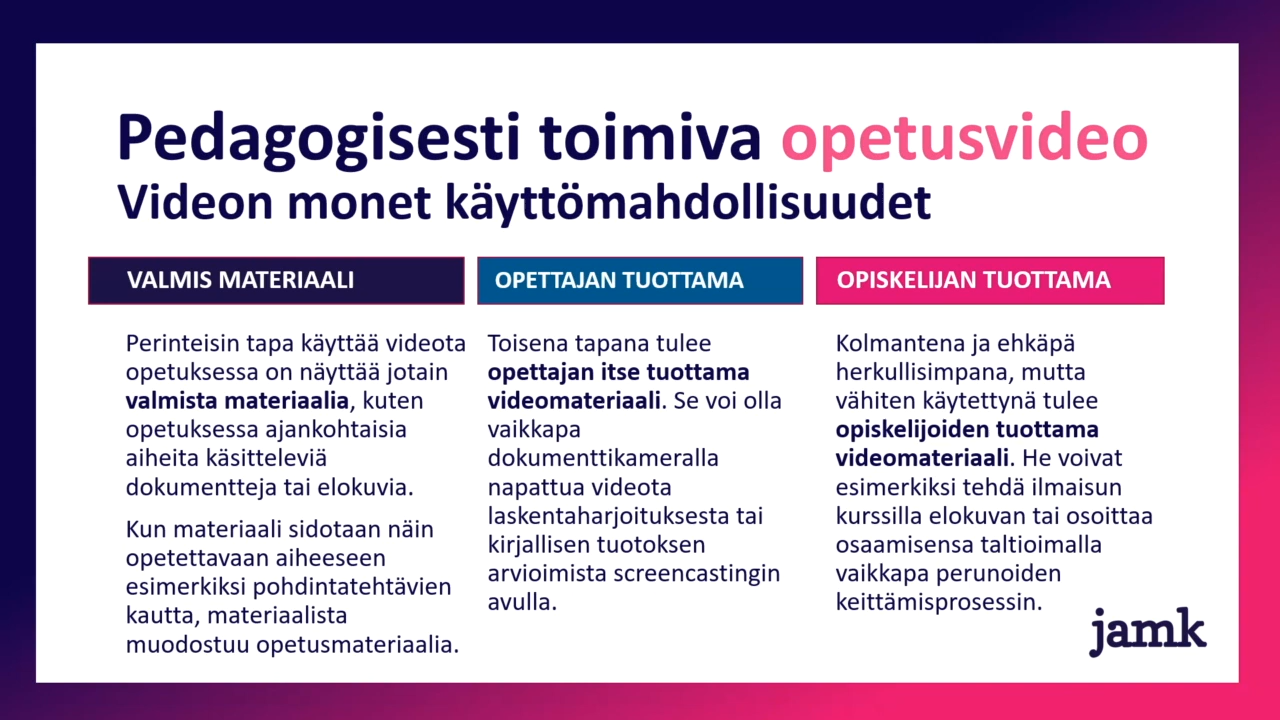 Pedagogisesti toimiva opetusvideo
Videon monet käyttömahdollisuudet
VALMIS MATERIAALI
Perinteisin tapa käyttää videota
opetuksessa on näyttää jotain
valmista materiaalia, kuten
opetuksessa ajankohtaisia
aiheita käsitteleviä
dokumentteja tai elokuvia.
Kun materiaali sidotaan näin
opetettavaan aiheeseen
esimerkiksi pohdintatehtävien
kautta, materiaalista
muodostuu opetusmateriaalia.
OPETTAJAN TUOTTAMA
Toisena tapana tulee
opettajan itse tuottama
videomateriaali. Se voi olla
vaikkapa
dokumenttikameralla
napattua videota
laskentaharjoituksesta tai
kirjallisen tuotoksen
arvioimista screencastingin
avulla.
OPISKELIJAN TUOTTAMA
Kolmantena ja ehkäpä
herkullisimpana, mutta
vähiten käytettynä tulee
opiskelijoiden tuottama
videomateriaali. He voivat
esimerkiksi tehdä ilmaisun
kurssilla elokuvan tai osoittaa
osaamisensa taltioimalla
vaikkapa perunoiden
keittämisprosessin.
jamk